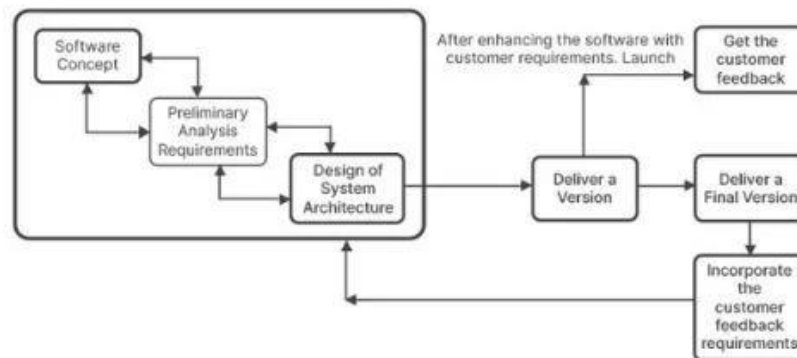 Software
Concept
Preliminary
Analysis
Requirements
Design of
System
Architecture
After enhancing the software with
customer requirements. Launch
Get the
customer
feedback
Deliver a
Version
Deliver a
Final Version
Incorporate
the
customer
feedback
requirements